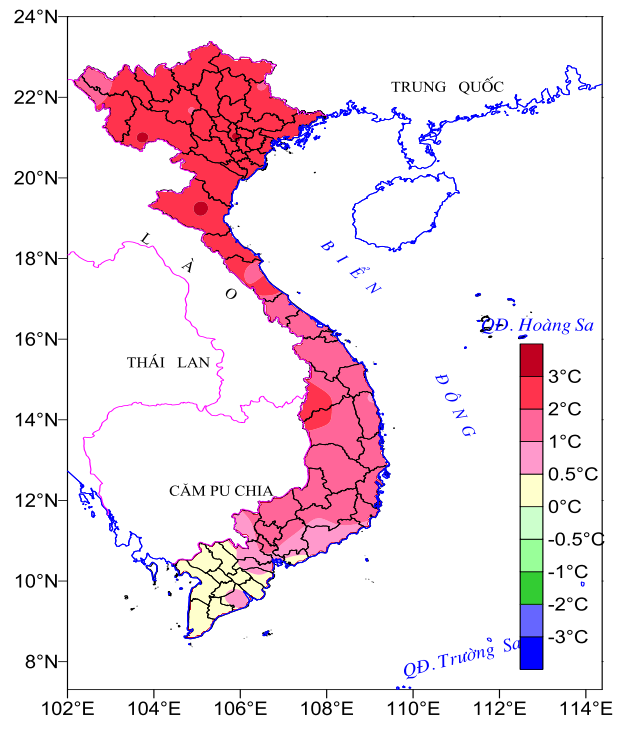 24°N
22°N
20°N
18°N
16°N
14°N
12°N
10°N
8°N
102°E 104°E 106°E 108°E 110°E 112°E 114°E
TRUNG QUỐC
LÀO
BIỂN
ĐÔNG
THÁI LAN
CĂM PU CHIA
QĐ. Hoàng Sa
QĐ. Trường Sa
3°C
2°C
1°C
0.5°C
0°C
-0.5°C
-1°C
-2°C
-3°C